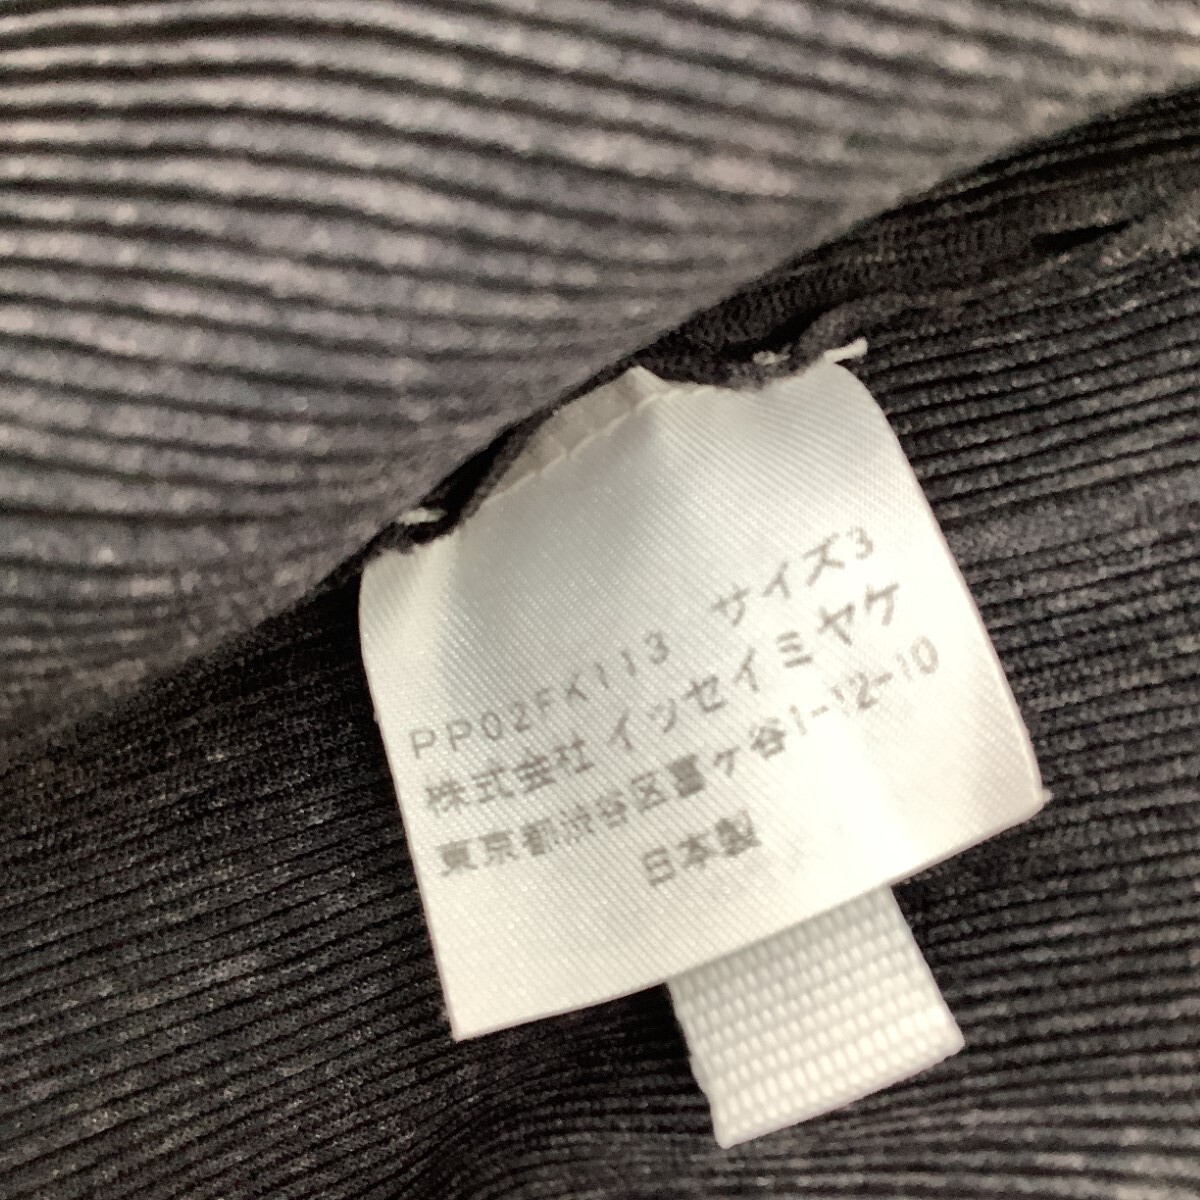 PP02FK113 サイズ3
株式会社 イッセイミヤケ
東京都渋谷区富ヶ谷1-12-10
日本製